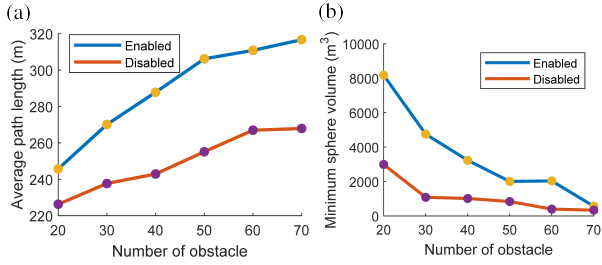 (a)
Average path length (m)
320
300
280
260
240
220
Enabled
Disabled
20 30 40 50 60 70
Number of obstacle
(b)
Minimum sphere volume (m³)
10000
8000
6000
4000
2000
0
Enabled
Disabled
20 30 40 50 60 70
Number of obstacle